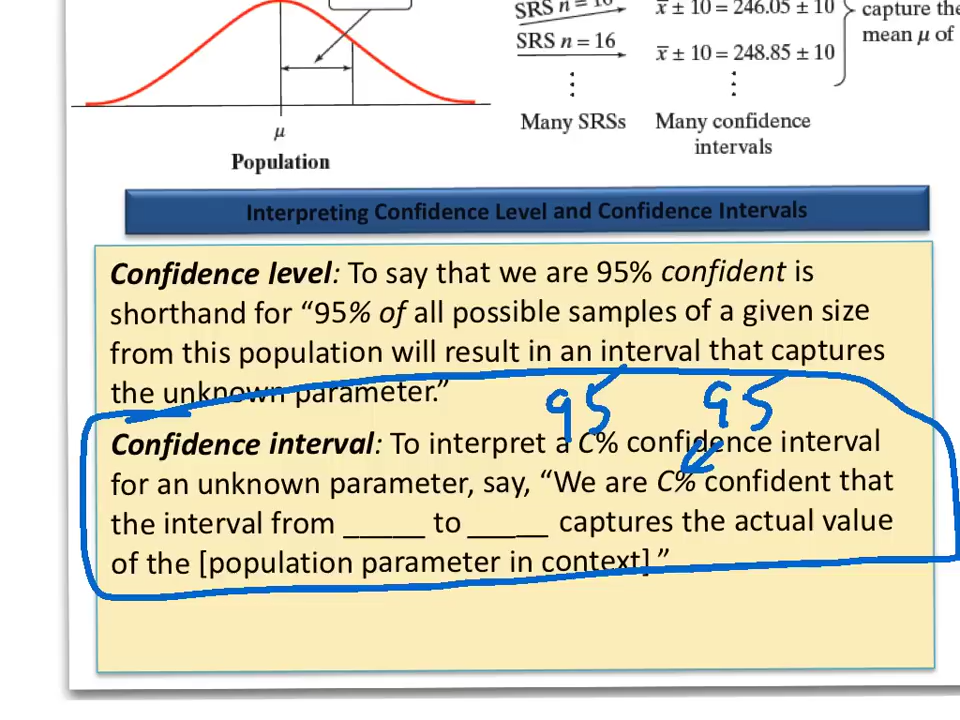 SRS n = 16 x̄ ± 10 = 246.05 ± 10 capture the
SRS n = 16 x̄ ± 10 = 248.85 ± 10 mean μ of
⋮ ⋮
Many SRSs Many confidence
intervals
μ
Population
Interpreting Confidence Level and Confidence Intervals
Confidence level: To say that we are 95% confident is
shorthand for “95% of all possible samples of a given size
from this population will result in an interval that captures
the unknown parameter.”
95 95
Confidence interval: To interpret a C% confidence interval
for an unknown parameter, say, “We are C% confident that
the interval from _____ to _____ captures the actual value
of the [population parameter in context].”